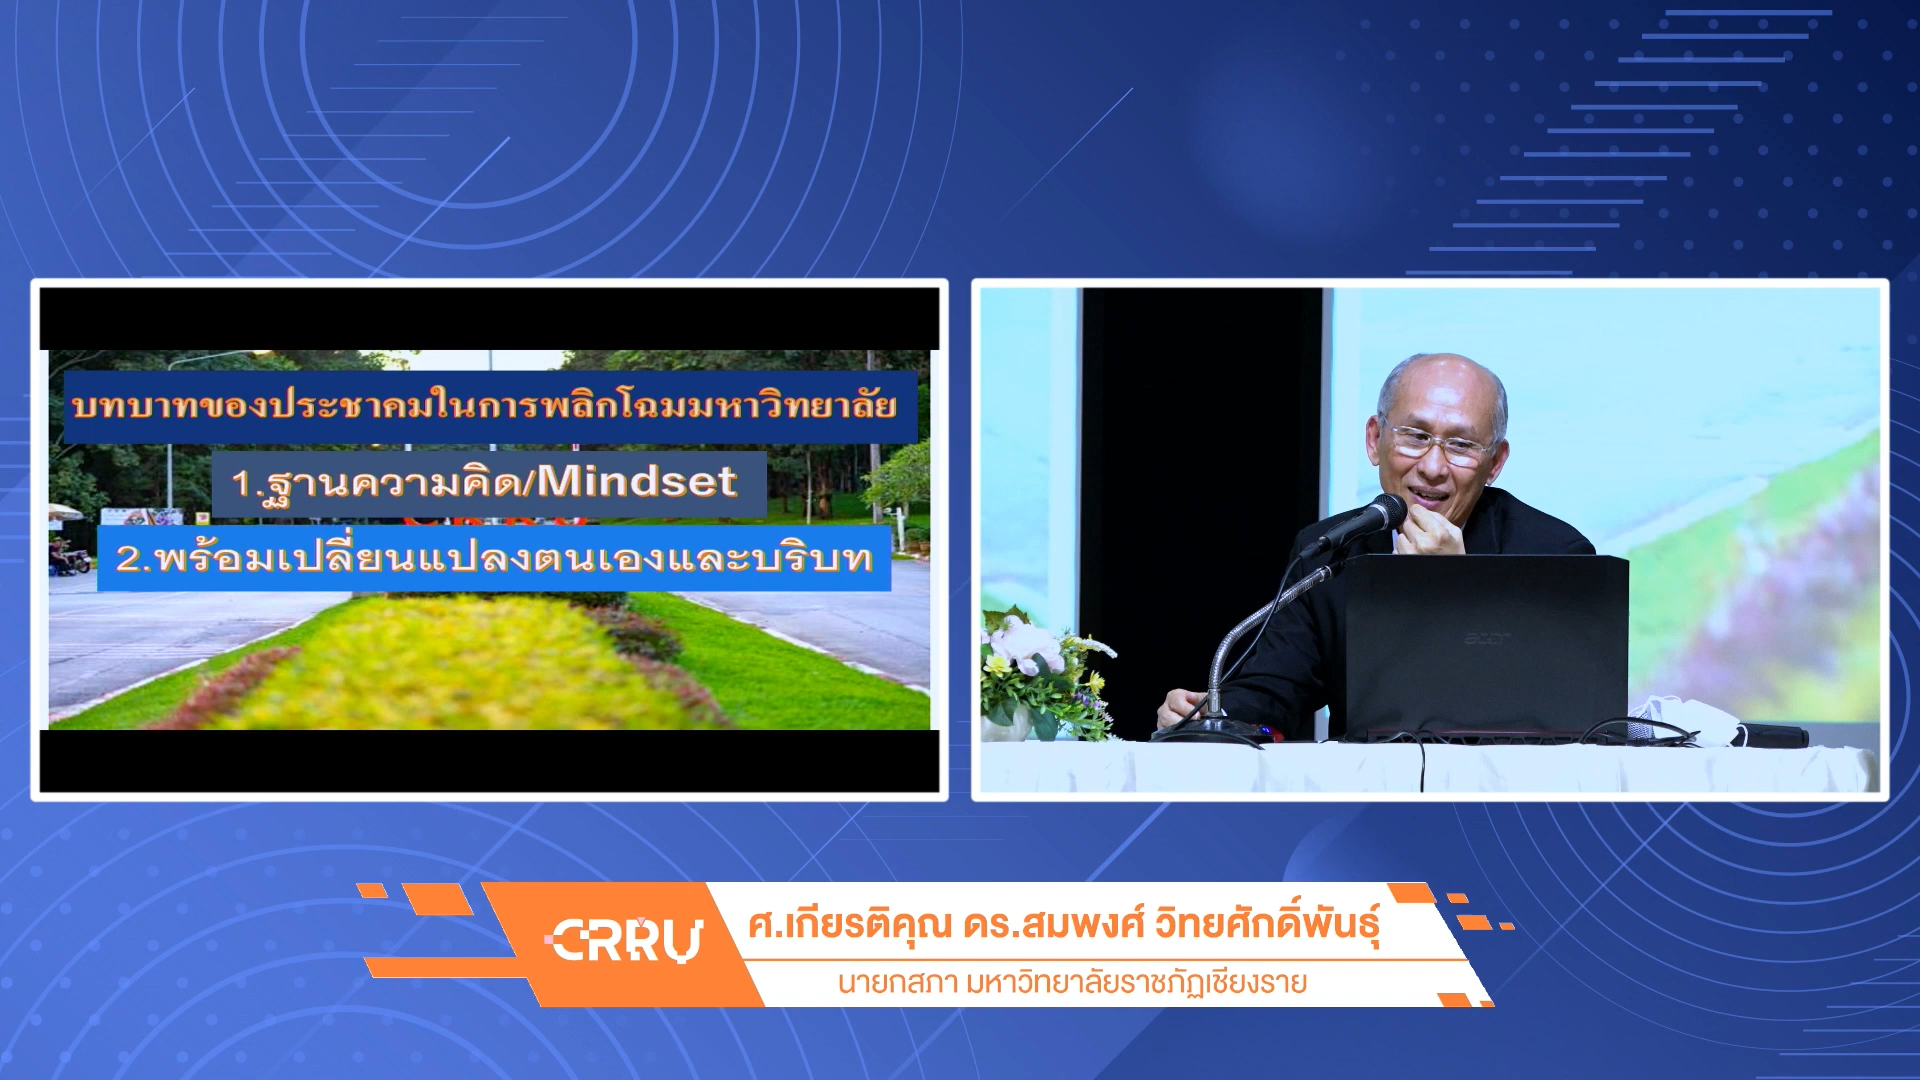 บทบาทของประชาคมในการพลิกโฉมมหาวิทยาลัย
1.ฐานความคิด/Mindset
2.พร้อมเปลี่ยนแปลงตนเองและบริบท
acer
CRRU
ศ.เกียรติคุณ ดร.สมพงศ์ วิทยศักดิ์พันธุ์
นายกสภา มหาวิทยาลัยราชภัฏเชียงราย